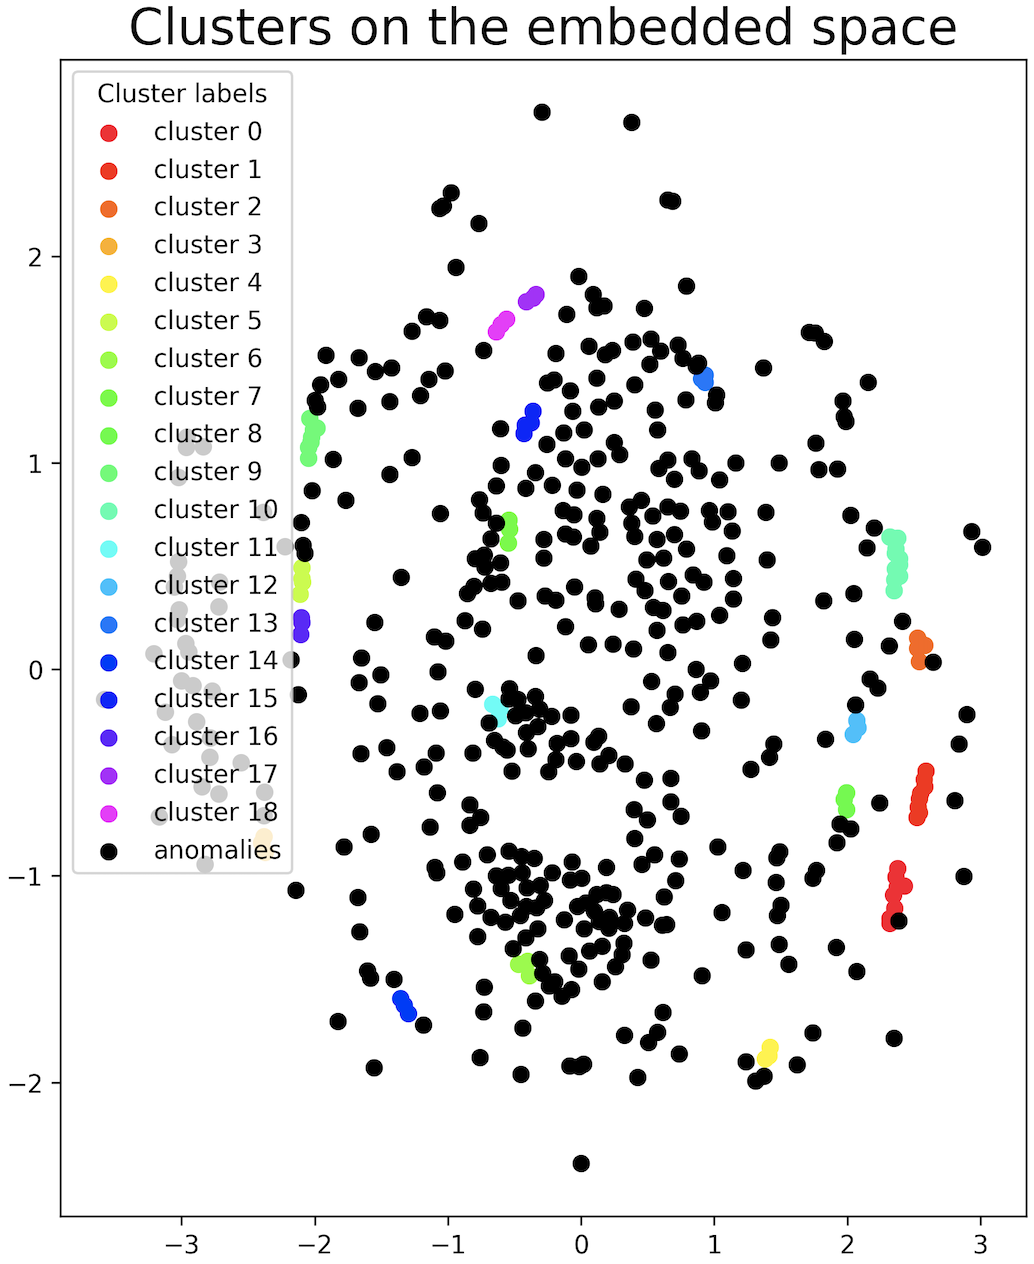 Clusters on the embedded space
Cluster labels
cluster 0
cluster 1
cluster 2
cluster 3
cluster 4
cluster 5
cluster 6
cluster 7
cluster 8
cluster 9
cluster 10
cluster 11
cluster 12
cluster 13
cluster 14
cluster 15
cluster 16
cluster 17
cluster 18
anomalies
2
1
0
−1
−2
−3 −2 −1 0 1 2 3